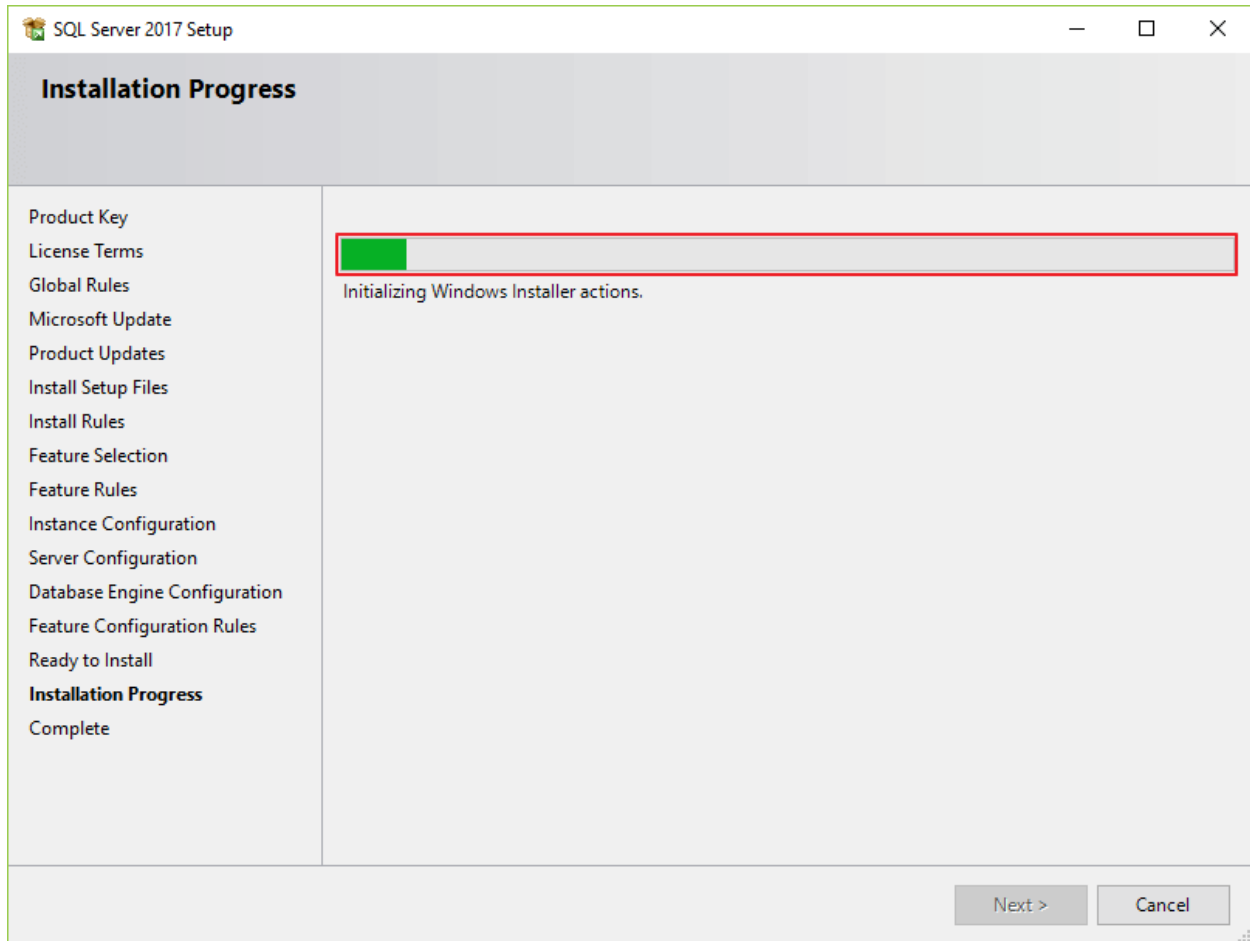 SQL Server 2017 Setup
Installation Progress
Product Key
License Terms
Global Rules
Microsoft Update
Product Updates
Install Setup Files
Install Rules
Feature Selection
Feature Rules
Instance Configuration
Server Configuration
Database Engine Configuration
Feature Configuration Rules
Ready to Install
Installation Progress
Complete
Initializing Windows Installer actions.
Next >
Cancel